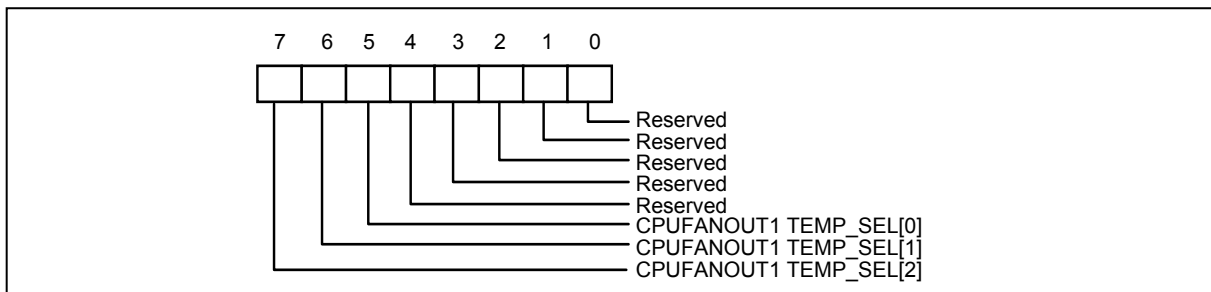 7 6 5 4 3 2 1 0
Reserved
Reserved
Reserved
Reserved
Reserved
CPUFANOUT1 TEMP_SEL[0]
CPUFANOUT1 TEMP_SEL[1]
CPUFANOUT1 TEMP_SEL[2]